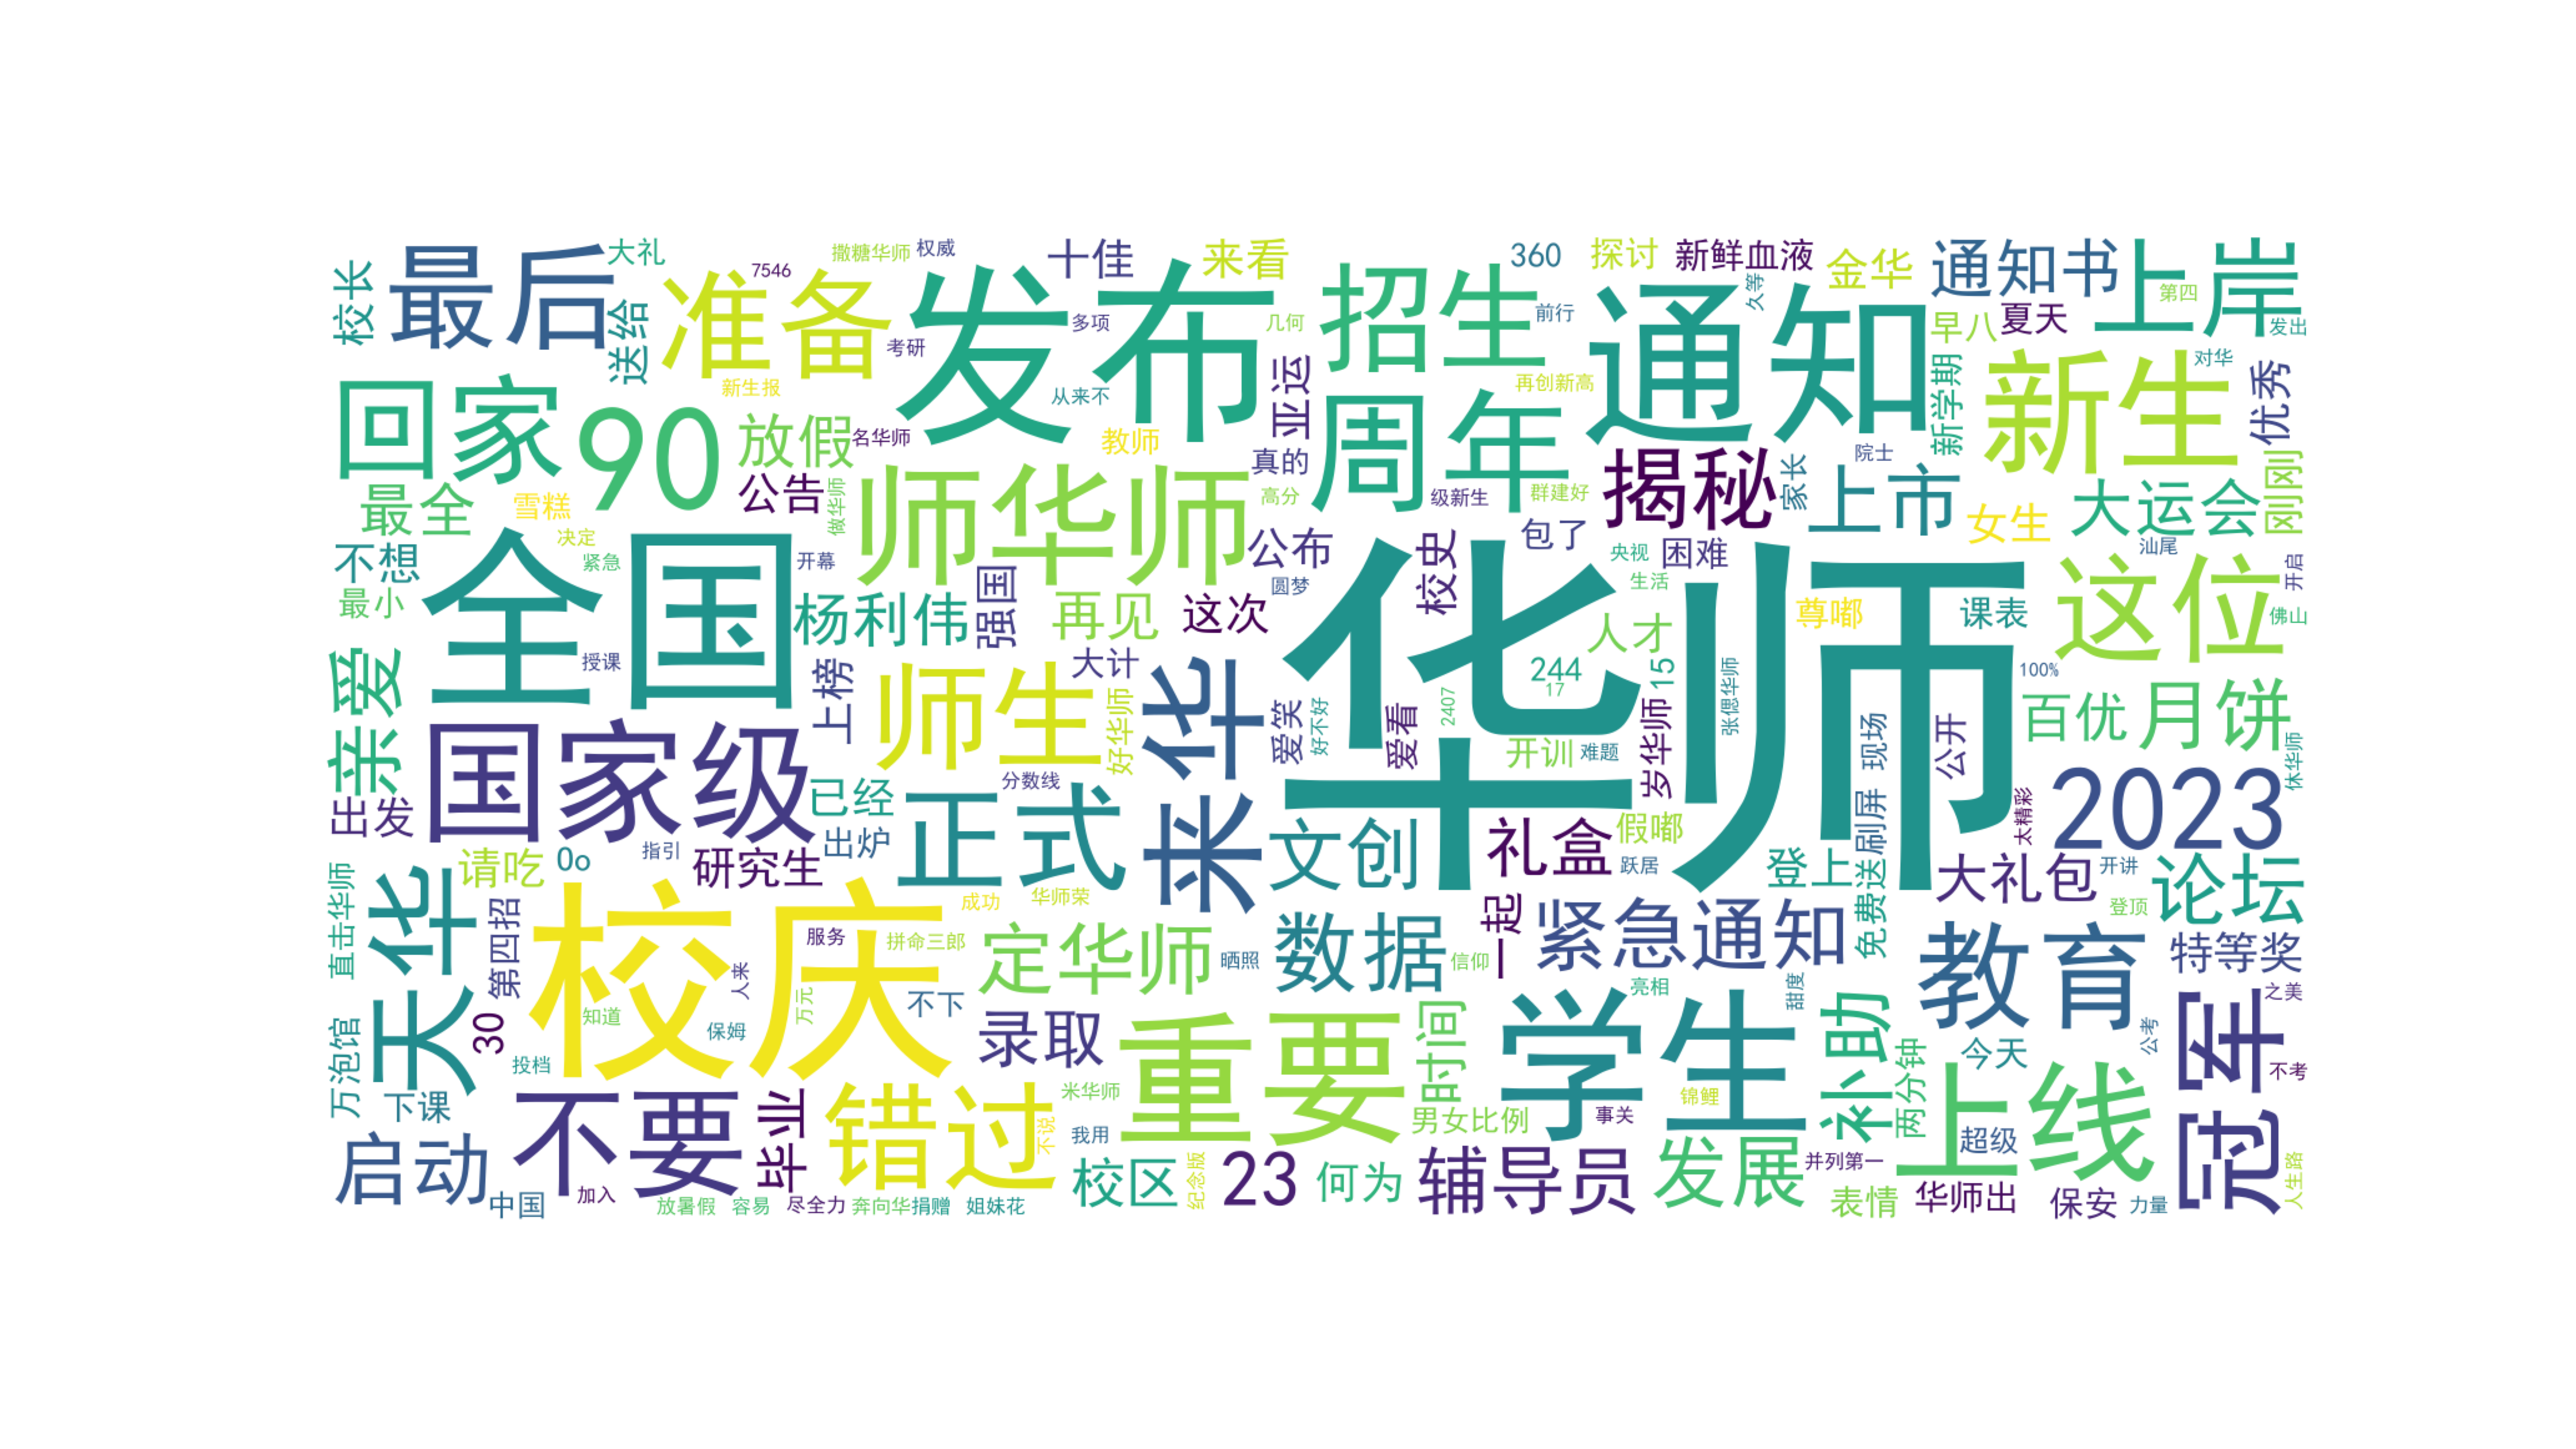 校长
最后
大礼
送给
准备
7546
撒糖华师
权威
考研
新生报
发布
十佳
多项
从来不
来看
几何
招生
360
前行
再创新高
探讨
新鲜血液
久等
金华
通知
通知书
早八
夏天
上岸
第四
发出
回家
90
放假
名华师
教师
亚运
真的
周年
揭秘
家长
院士
新学期
新生
对华
优秀
刚刚
最全
雪糕
决定
紧急
公告
做华师
开幕
师华师
高分
公布
圆梦
级新生
群建好
校史
包了
央视
困难
生活
上市
女生
大运会
汕尾
开启
不想
最小
全国
授课
杨利伟
强国
再见
这次
大计
华师
人才
244
17
15
尊嘟
课表
这位
佛山
100%
亲爱
国家级
上榜
师生
好华师
来华
爱笑
好不好
爱看
2407
开训
难题
岁华师
张偲华师
现场
公开
百优
月饼
休华师
出发
已经
出炉
分数线
正式
文创
礼盒
假嘟
跃居
刷屏
太精彩
2023
请吃
0o
指引
研究生
登上
免费送
大礼包
开讲
登顶
论坛
直击华师
天华
第四招
校庆
成功
华师荣
服务
拼命三郎
人来
知道
保姆
万元
不下
定华师
晒照
数据
信仰
一起
紧急通知
亮相
甜度
教育
特等奖
之美
万泡馆
30
投档
录取
重要
时间
学生
锦鲤
补助
两分钟
今天
公考
冠军
不考
下课
启动
中国
不要
加入
毕业
错过
不说
米华师
我用
校区
纪念版
23
何为
男女比例
事关
辅导员
发展
并列第一
上线
超级
表情
华师出
保安
力量
人生路
放暑假
容易
尽全力
奔向华
捐赠
姐妹花